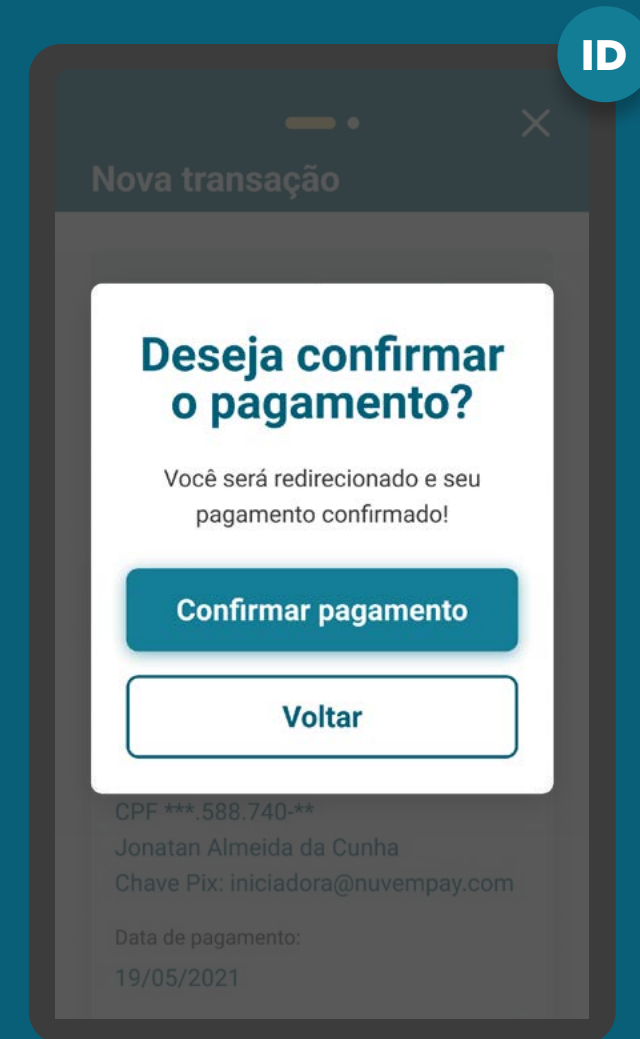 ID
Nova transação
Deseja confirmar
o pagamento?
Você será redirecionado e seu
pagamento confirmado!
Confirmar pagamento
Voltar
CPF ***.588.740-**
Jonatan Almeida da Cunha
Chave Pix: iniciadora@nuvempay.com
Data de pagamento:
19/05/2021